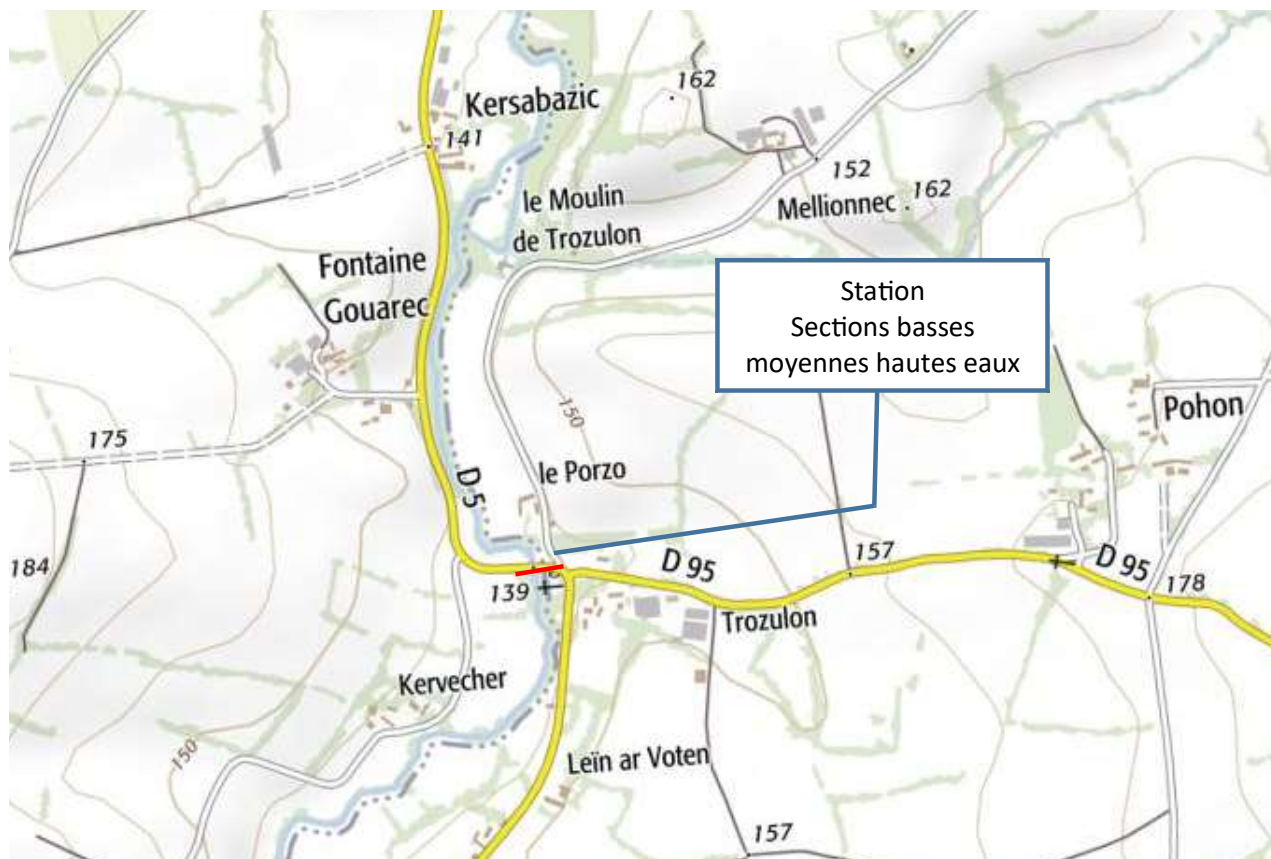 162
Kersabazic
141
152
le Moulin
de Trozulon
Mellionnec
162
Fontaine
Gouarec
Station
Sections basses
moyennes hautes eaux
150
Pohon
175
le Porzo
D 5
184
D 95
157
D 95
139
178
Trozulon
Kervecher
150
Leïn ar Voten
157